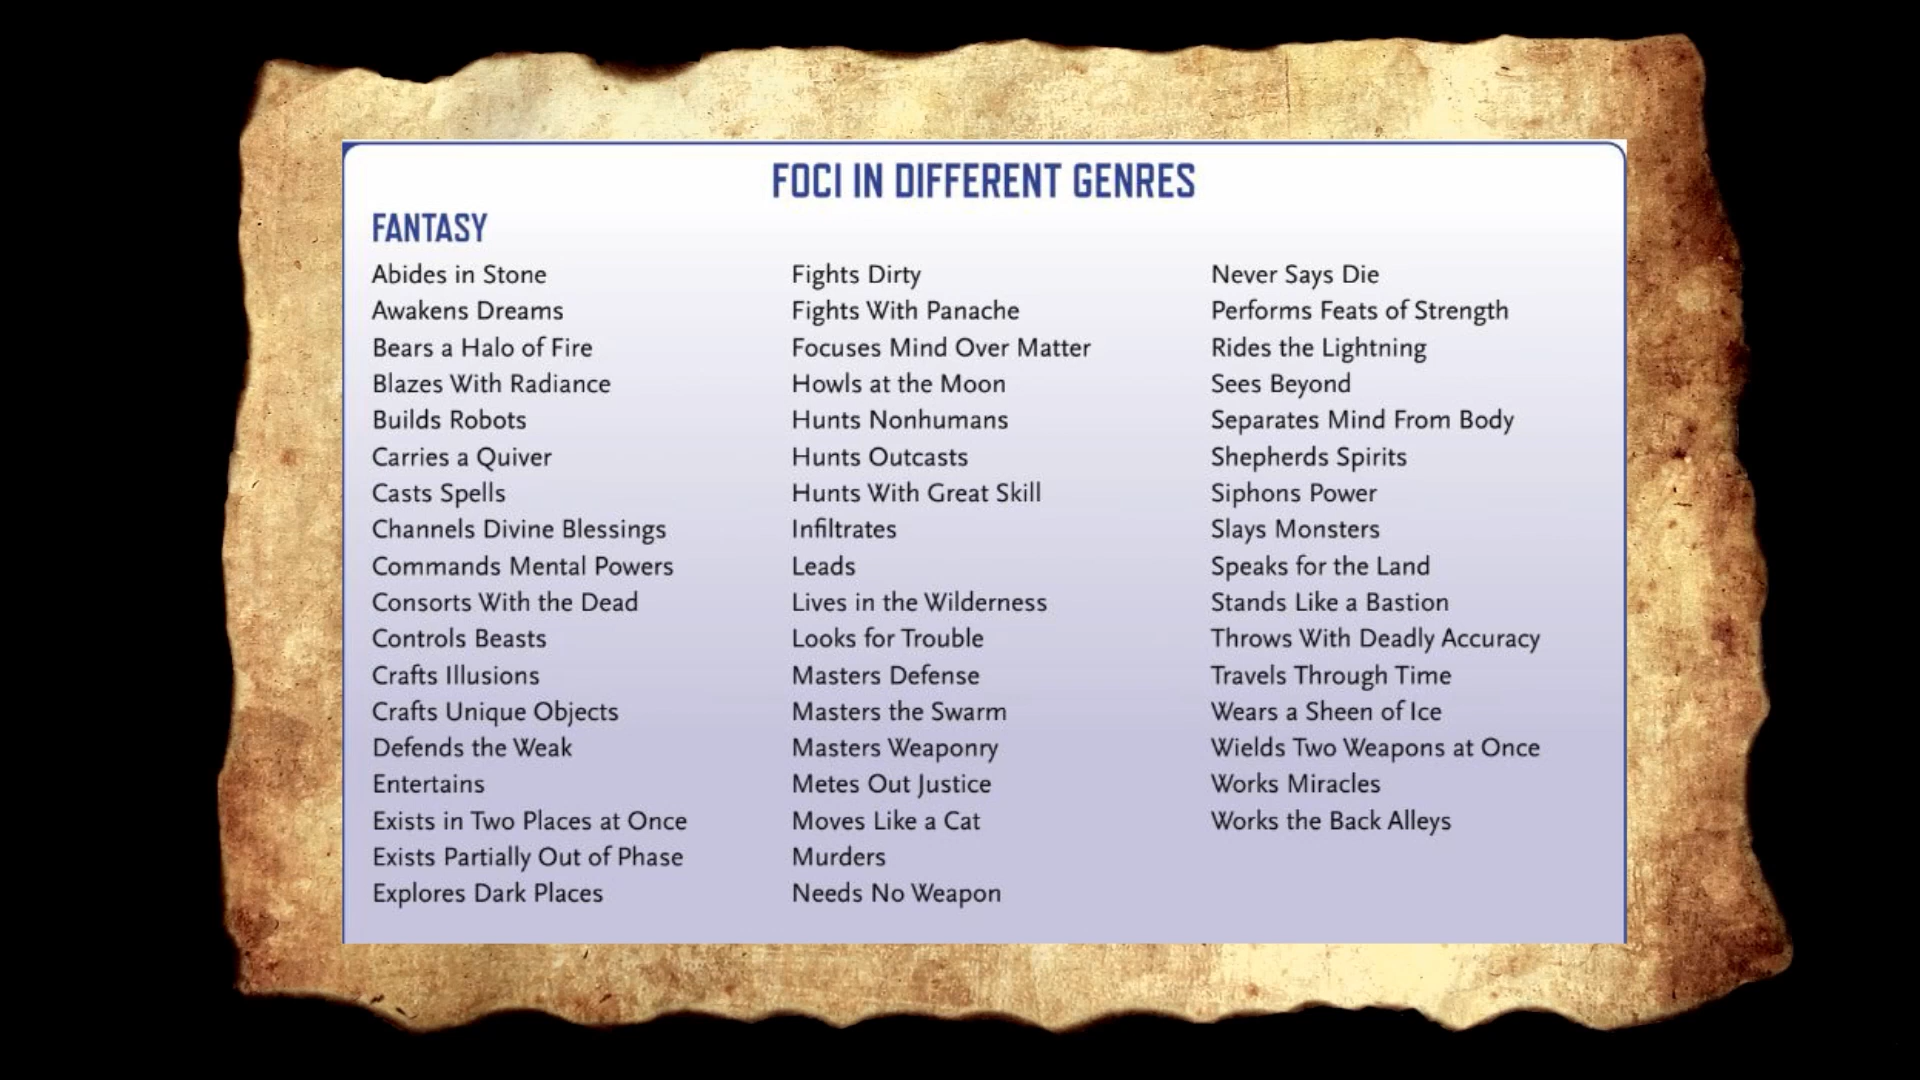 FOCI IN DIFFERENT GENRES
FANTASY
Abides in Stone
Awakens Dreams
Bears a Halo of Fire
Blazes With Radiance
Builds Robots
Carries a Quiver
Casts Spells
Channels Divine Blessings
Commands Mental Powers
Consorts With the Dead
Controls Beasts
Crafts Illusions
Crafts Unique Objects
Defends the Weak
Entertains
Exists in Two Places at Once
Exists Partially Out of Phase
Explores Dark Places
Fights Dirty
Fights With Panache
Focuses Mind Over Matter
Howls at the Moon
Hunts Nonhumans
Hunts Outcasts
Hunts With Great Skill
Infiltrates
Leads
Lives in the Wilderness
Looks for Trouble
Masters Defense
Masters the Swarm
Masters Weaponry
Metes Out Justice
Moves Like a Cat
Murders
Needs No Weapon
Never Says Die
Performs Feats of Strength
Rides the Lightning
Sees Beyond
Separates Mind From Body
Shepherds Spirits
Siphons Power
Slays Monsters
Speaks for the Land
Stands Like a Bastion
Throws With Deadly Accuracy
Travels Through Time
Wears a Sheen of Ice
Wields Two Weapons at Once
Works Miracles
Works the Back Alleys